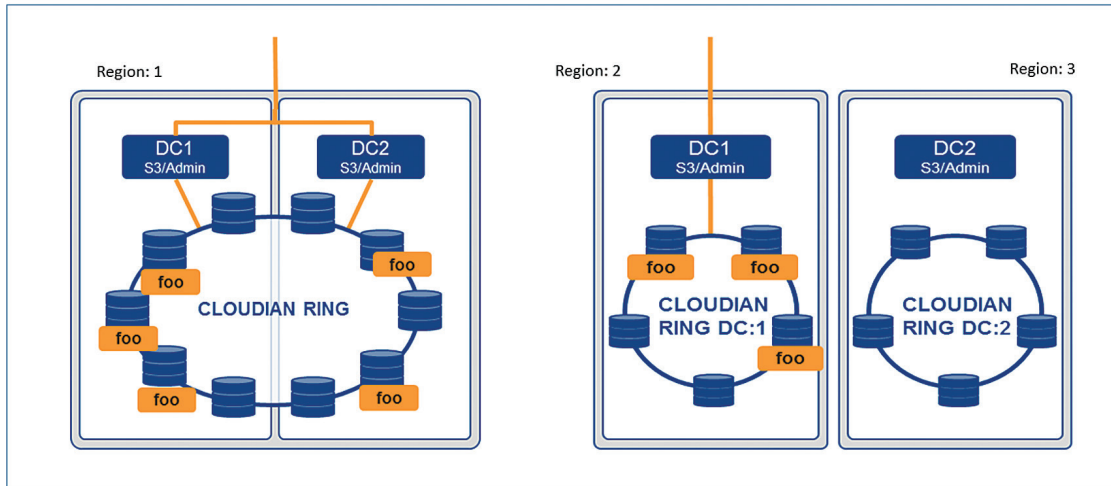 Region: 1
DC1
S3/Admin
DC2
S3/Admin
foo
foo
CLOUDIAN RING
foo
foo
foo
Region: 2
Region: 3
DC1
S3/Admin
DC2
S3/Admin
foo
foo
CLOUDIAN
RING DC:1
foo
CLOUDIAN
RING DC:2